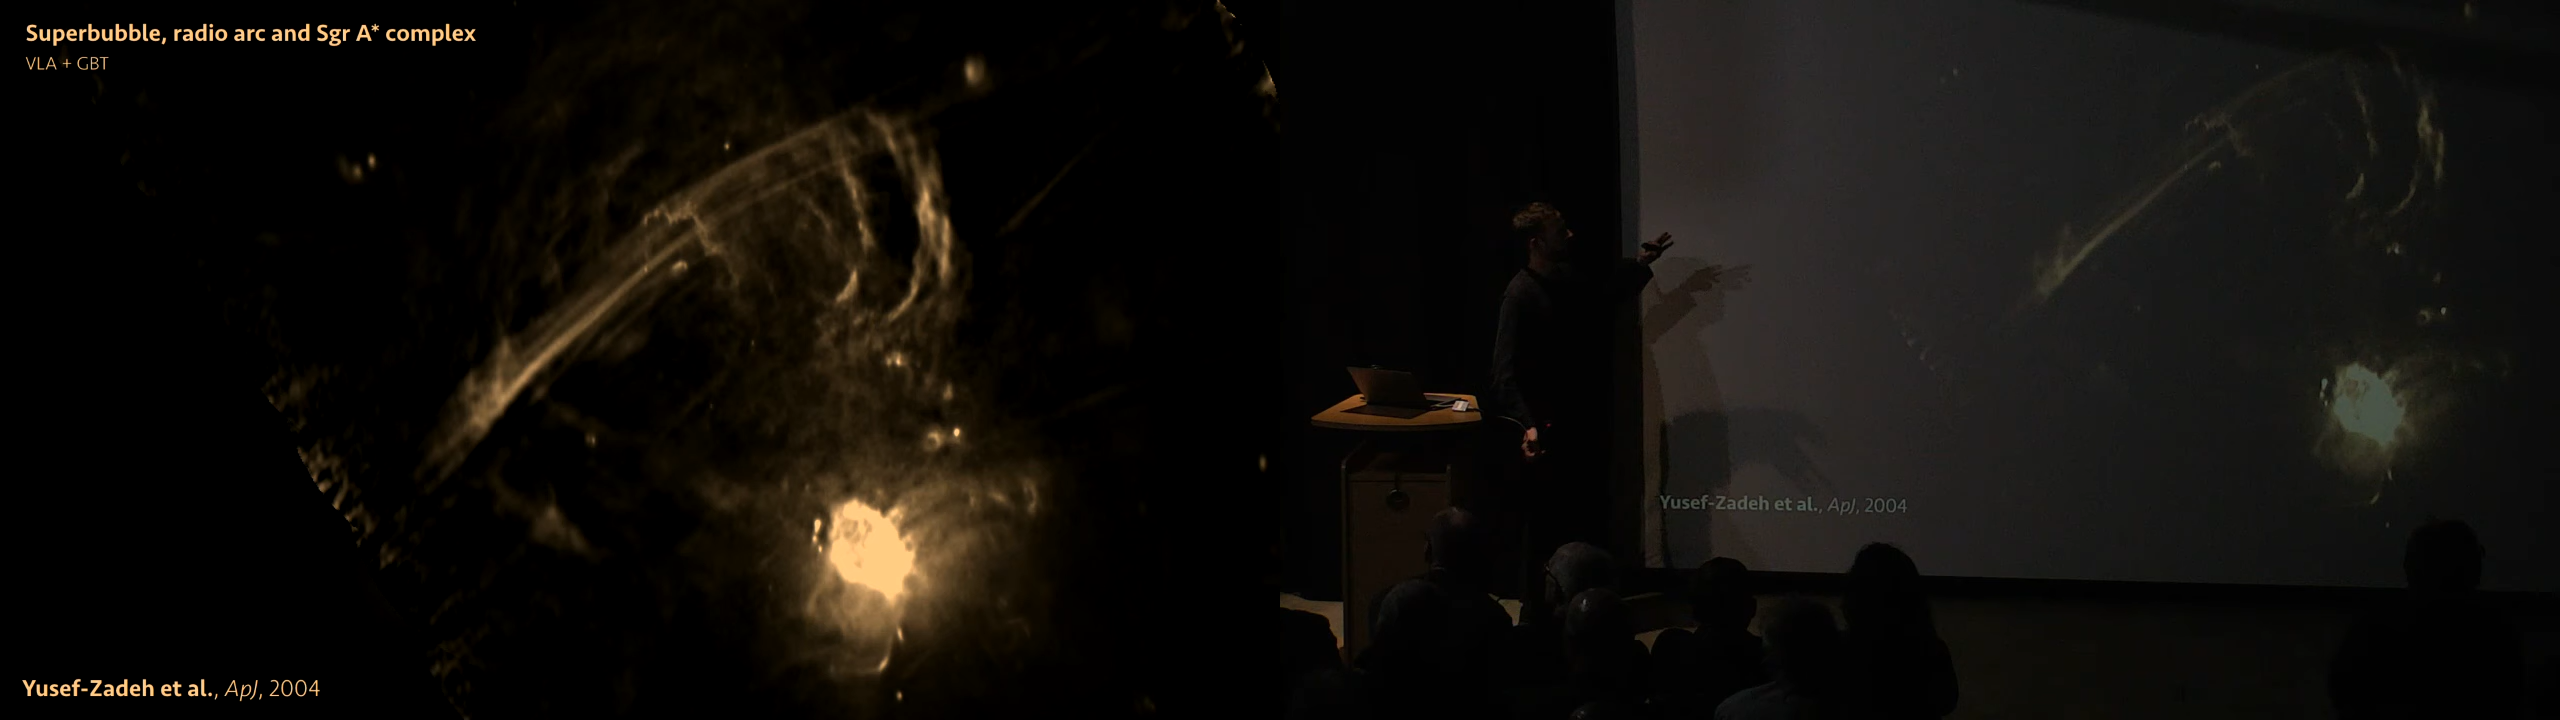 Superbubble, radio arc and Sgr A* complex
VLA + GBT
Yusef-Zadeh et al., ApJ, 2004
Yusef-Zadeh et al., ApJ, 2004